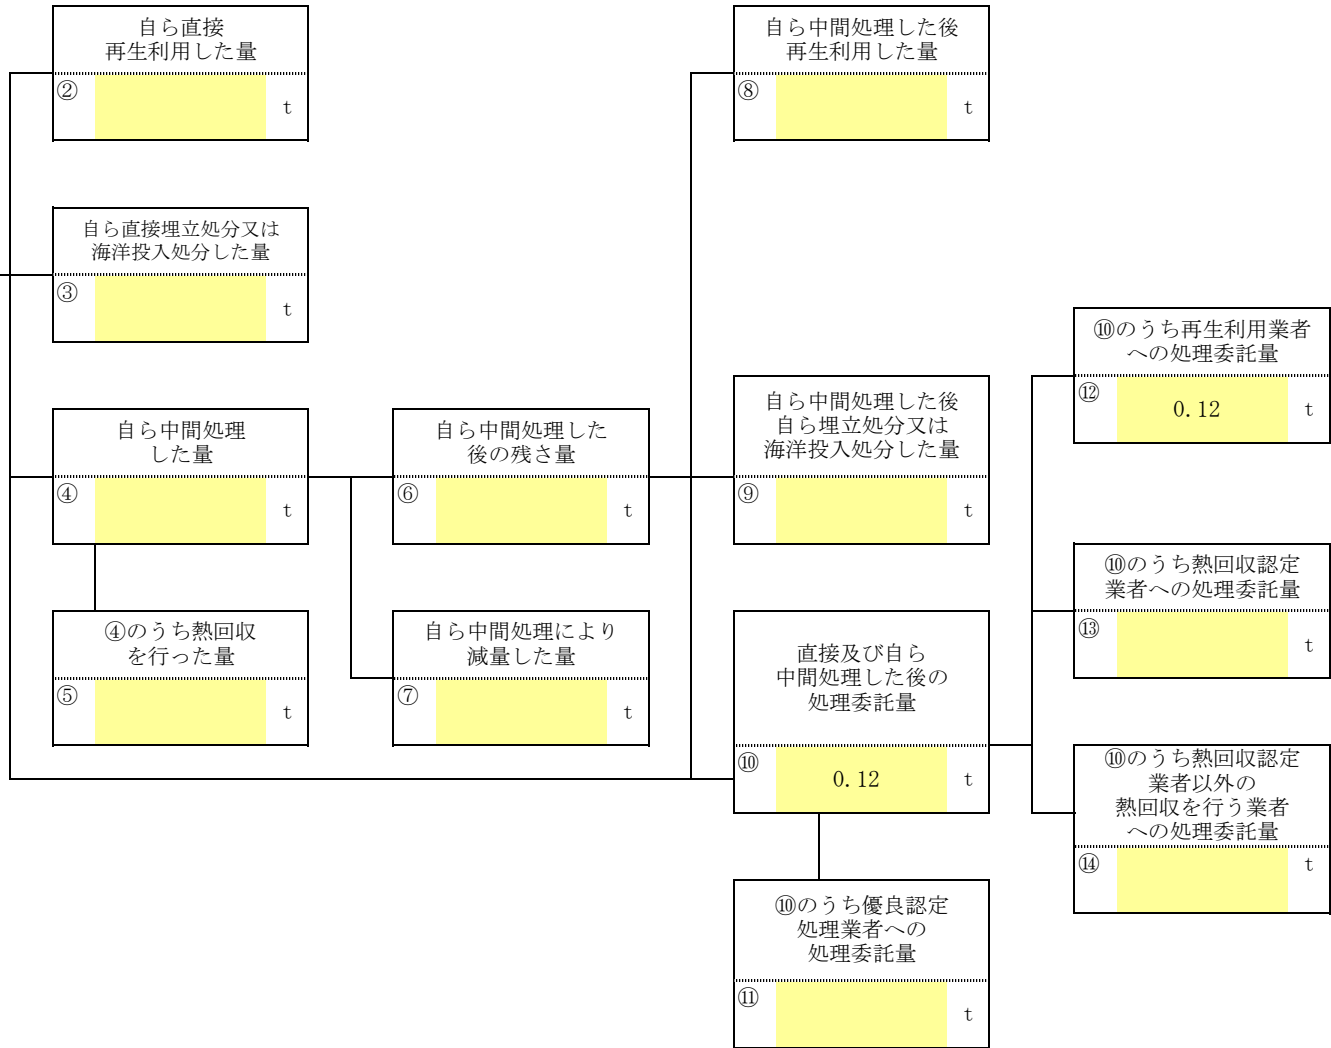 自ら直接
再生利用した量
② t
自ら直接埋立処分又は
海洋投入処分した量
③ t
自ら中間処理
した量
④ t
④のうち熱回収
を行った量
⑤ t
自ら中間処理した
後の残さ量
⑥ t
自ら中間処理により
減量した量
⑦ t
自ら中間処理した後
再生利用した量
⑧ t
自ら中間処理した後
自ら埋立処分又は
海洋投入処分した量
⑨ t
直接及び自ら
中間処理した後の
処理委託量
⑩ 0.12 t
⑩のうち優良認定
処理業者への
処理委託量
⑪ t
⑩のうち再生利用業者
への処理委託量
⑫ 0.12 t
⑩のうち熱回収認定
業者への処理委託量
⑬ t
⑩のうち熱回収認定
業者以外の
熱回収を行う業者
への処理委託量
⑭ t